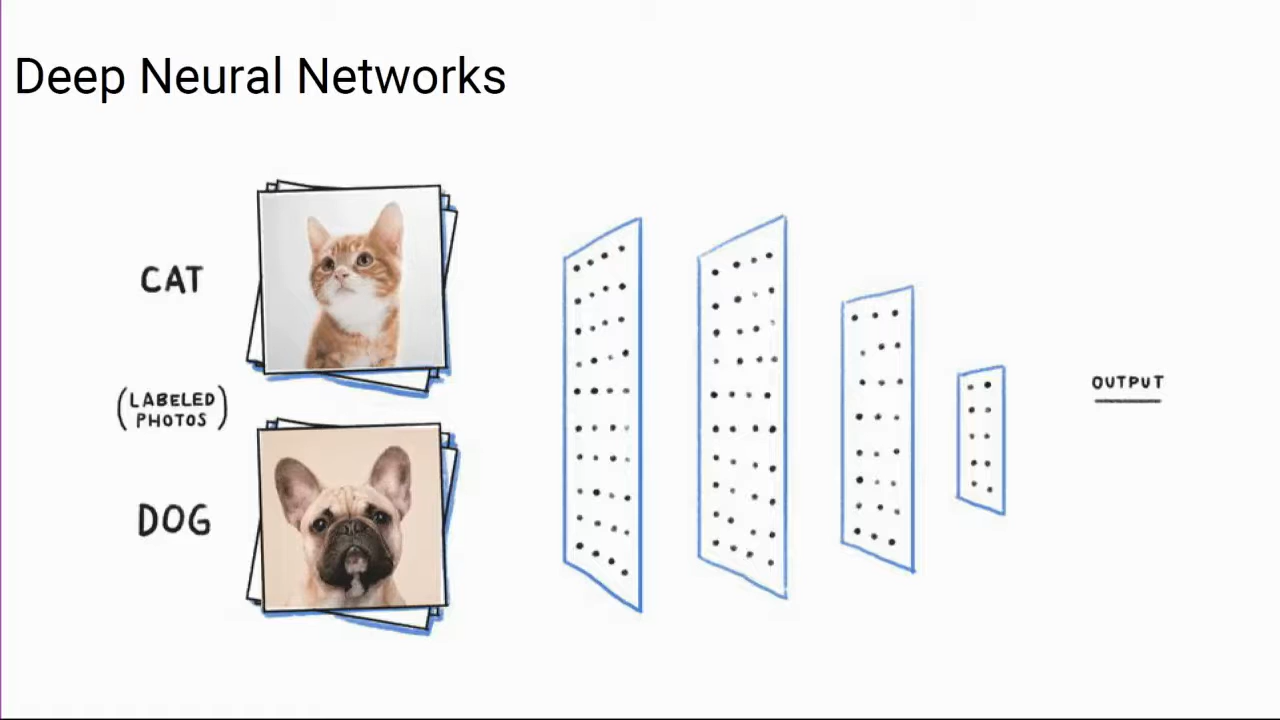 Deep Neural Networks
CAT
(LABELED
PHOTOS)
DOG
OUTPUT